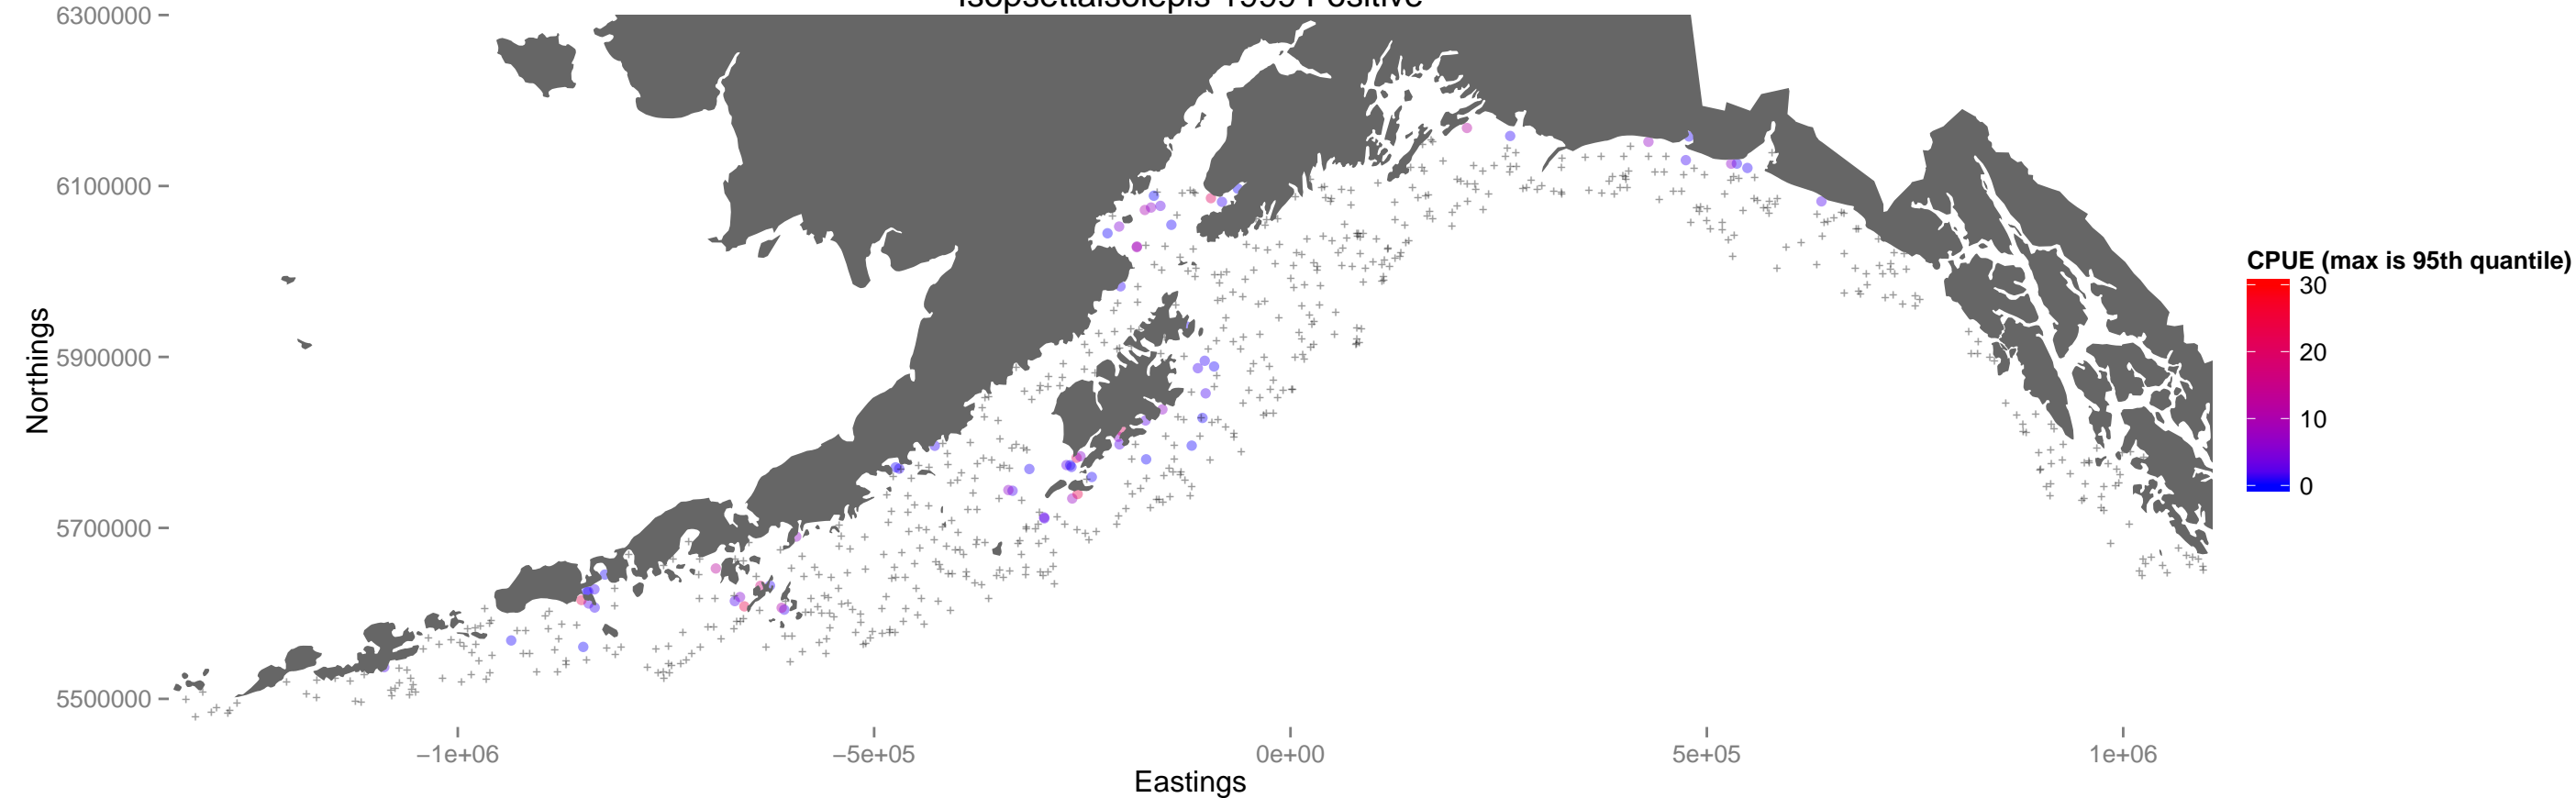 Isopsettaisolepis 1999 Positive
6300000
6100000
5900000
5700000
5500000
Northings
−1e+06
−5e+05
0e+00
5e+05
1e+06
Eastings
CPUE (max is 95th quantile)
30
20
10
0